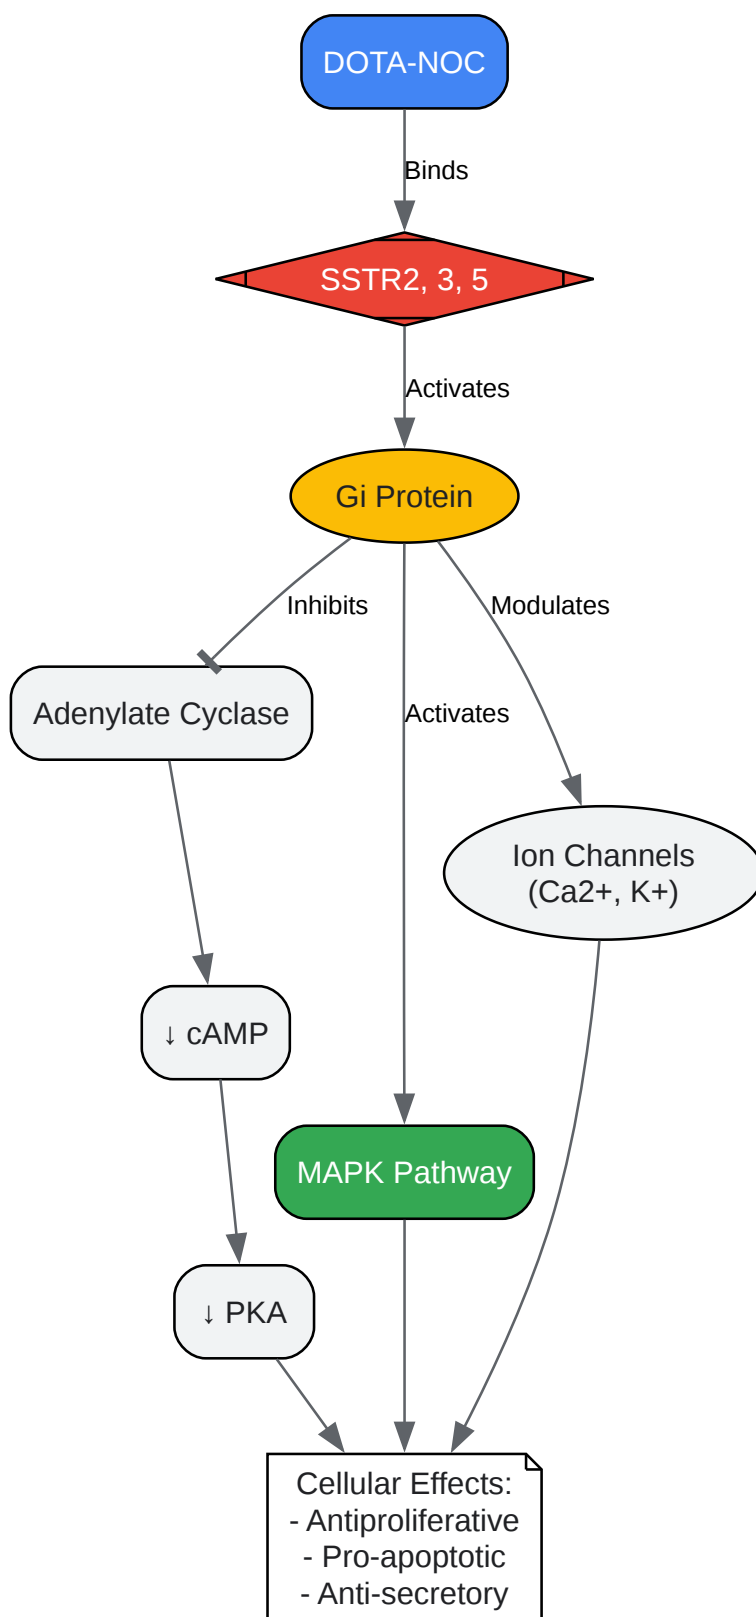 DOTA-NOC
Binds
SSTR2, 3, 5
Activates
Gi Protein
Inhibits
Modulates
Adenylate Cyclase
Activates
Ion Channels
(Ca2+, K+)
↓ cAMP
MAPK Pathway
↓ PKA
Cellular Effects:
- Antiproliferative
- Pro-apoptotic
- Anti-secretory